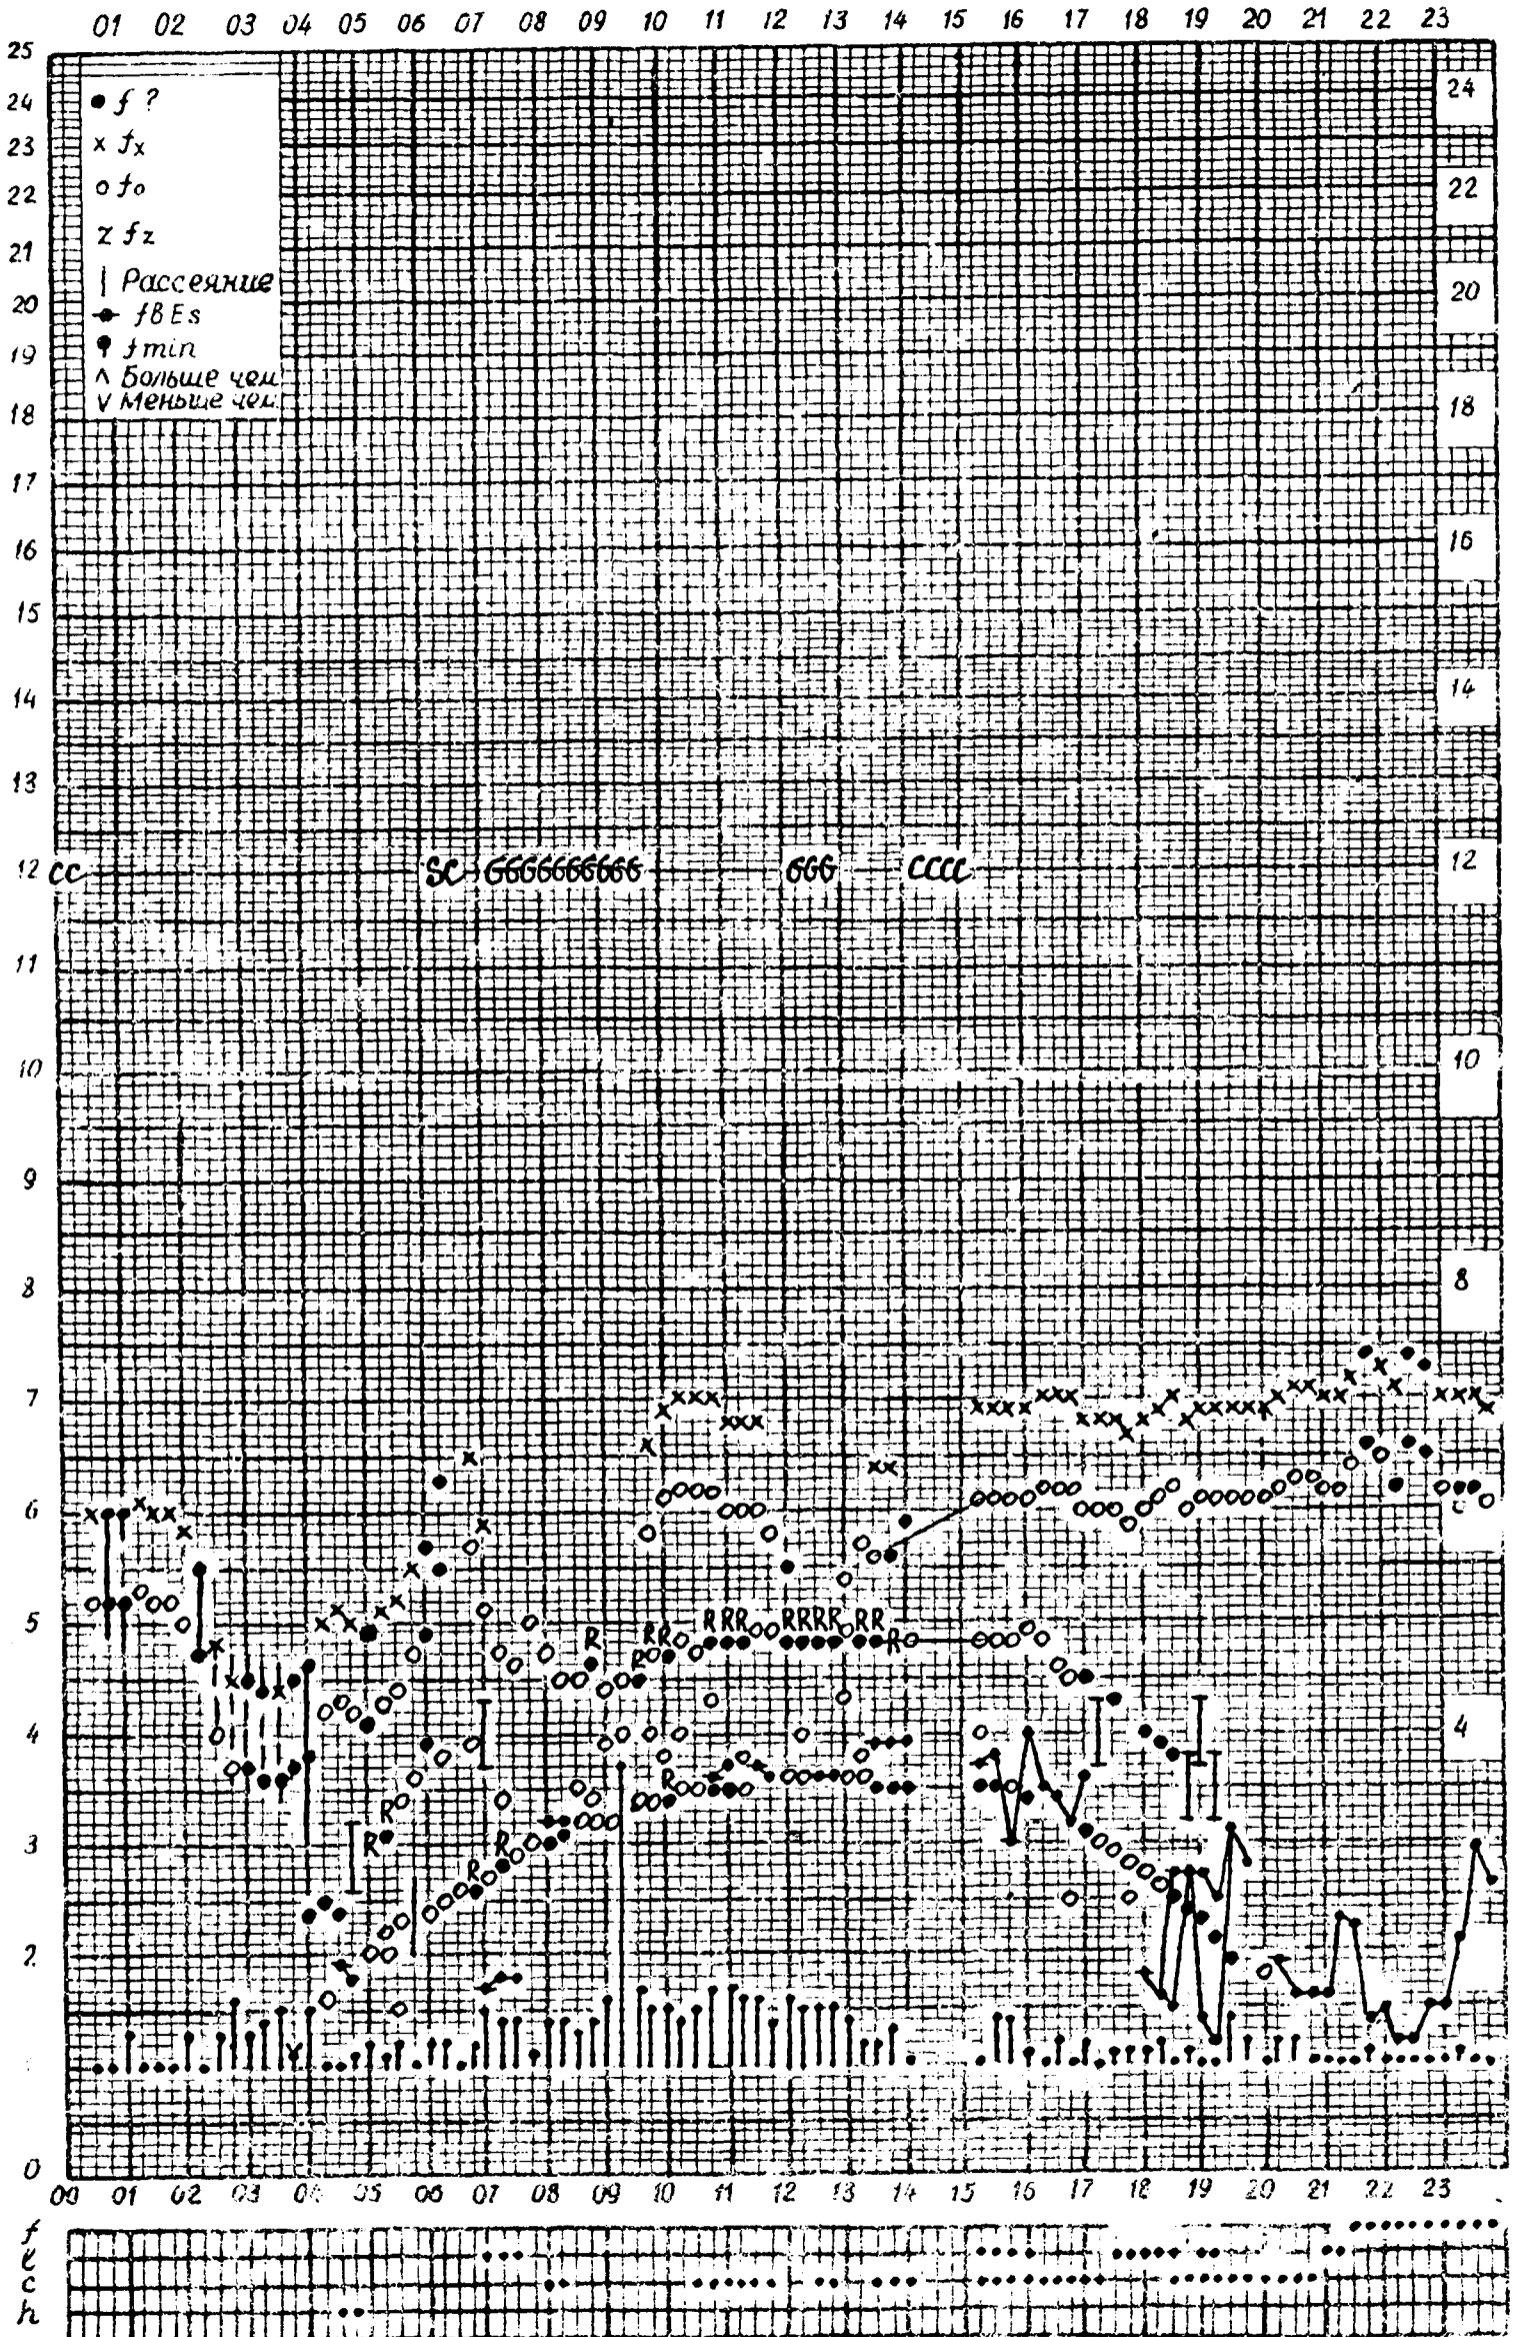 01 02 03 04 05 06 07 08 09 10 11 12 13 14 15 16 17 18 19 20 21 22 23
25
24 24
23
22 22
21
20 20
19
18 18
17
16 16
15
14 14
13
12 12
11
10 10
9
8 8
7
6
5
4 4
3
2
1
0
• f ?
x fx
o fo
z fz
| Рассеяние
fBEs
fmin
^ Больше чем
v Меньше чем
CC SC GGGGGGGGGG GGG CCCC
R R R R R R R R R R R R R R R R R
R R R R
00 01 02 03 04 05 06 07 08 09 10 11 12 13 14 15 16 17 18 19 20 21 22 23
f
l
c
h